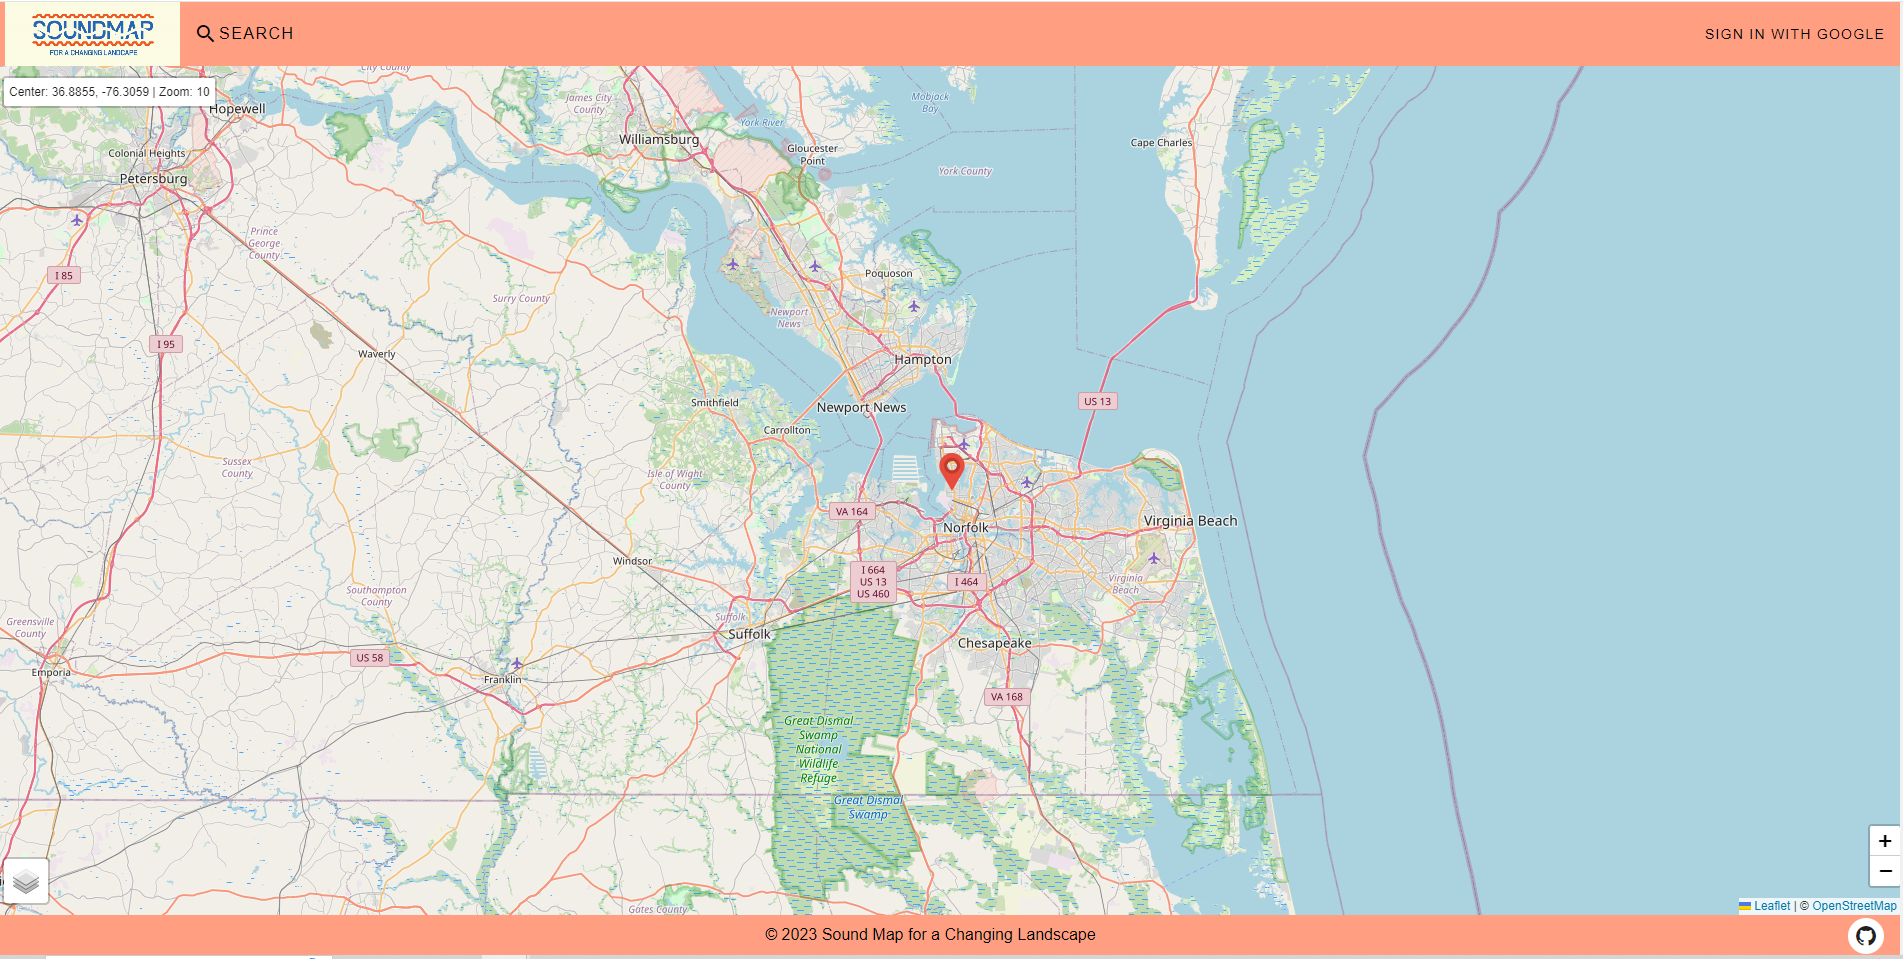 SOUNDMAP
FOR A CHANGING LANDSCAPE
SEARCH
SIGN IN WITH GOOGLE
City County
Center: 36.8855, -76.3059 | Zoom: 10
Hopewell
James City
County
Mobjack
Bay
York River
Williamsburg
Gloucester
Point
Cape Charles
Colonial Heights
Petersburg
York County
Prince
George
County
I 85
Poquoson
Surry County
Newport
News
I 95
Waverly
Hampton
US 13
Smithfield
Newport News
Carrollton
Sussex
County
Isle of Wight
County
VA 164
Norfolk
Virginia Beach
Windsor
I 664
US 13
US 460
I 464
Virginia
Beach
Southampton
County
Greensville
County
Suffolk
Suffolk
Chesapeake
US 58
Emporia
Franklin
VA 168
Great Dismal
Swamp
National
Wildlife
Refuge
Great Dismal
Swamp
+
−
Gates County
Leaflet | © OpenStreetMap
© 2023 Sound Map for a Changing Landscape